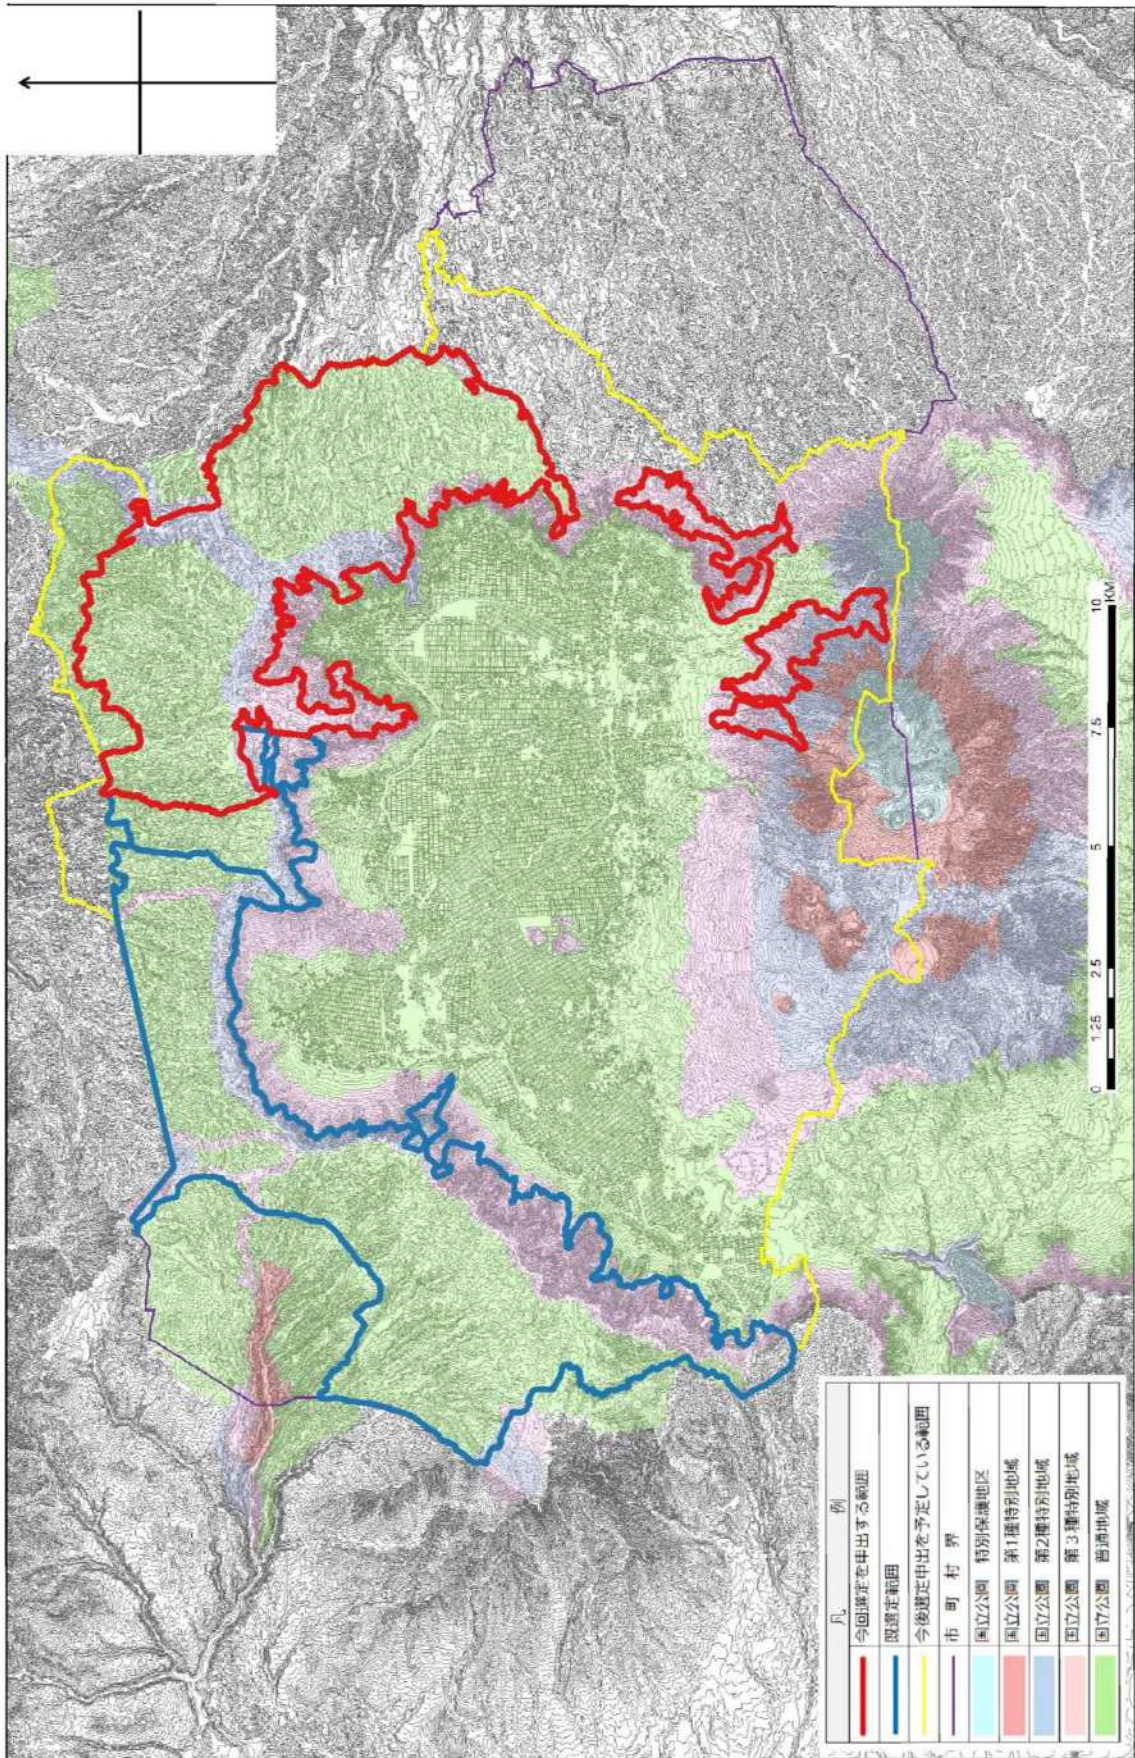 凡 例
今回選定を申出する範囲
既選定範囲
今後選定申出を予定している範囲
市 町 村 界
国立公園 特別保護地区
国立公園 第1種特別地域
国立公園 第2種特別地域
国立公園 第3種特別地域
国立公園 普通地域
0 1.25 2.5 5 7.5 10
KM